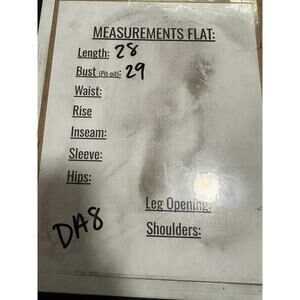 MEASUREMENTS FLAT:
Length: 28
Bust (Pit-pit): 29
Waist:
Rise
Inseam:
Sleeve:
Hips:
Leg Opening:
Shoulders:
DA8